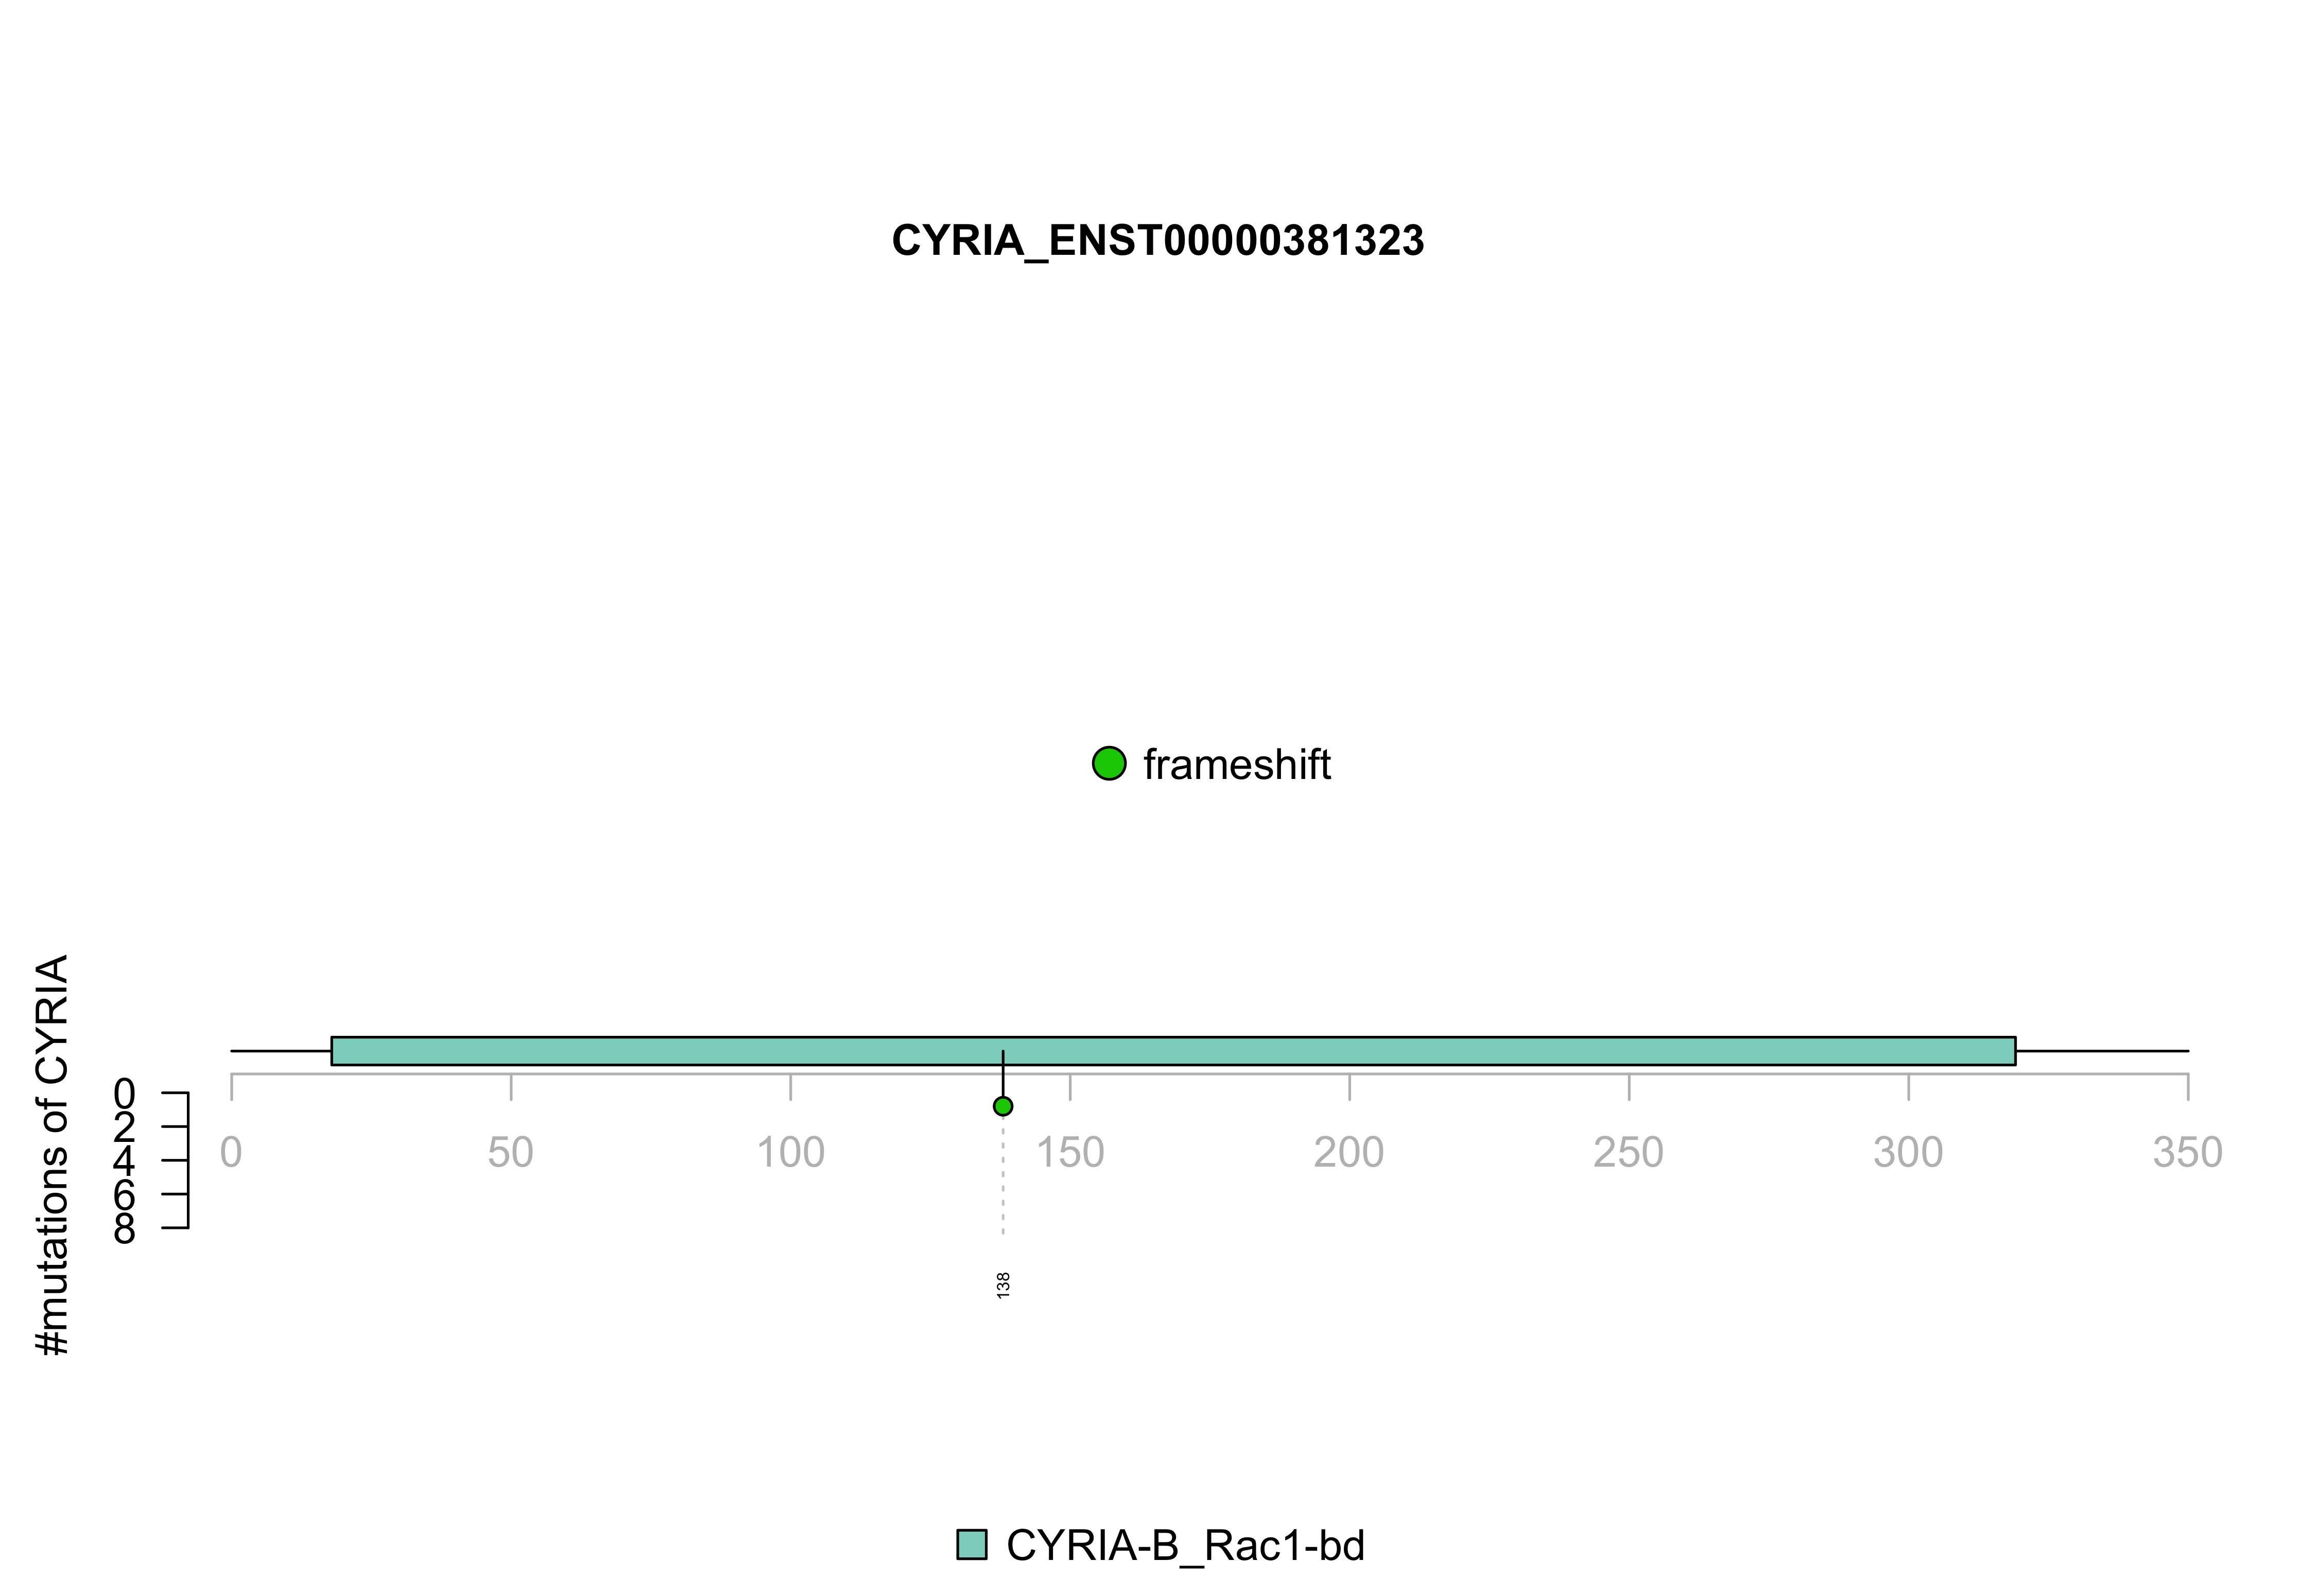 CYRIA_ENST00000381323
frameshift
#mutations of CYRIA
0
2
4
6
8
0 50 100 150 200 250 300 350
138
CYRIA-B_Rac1-bd